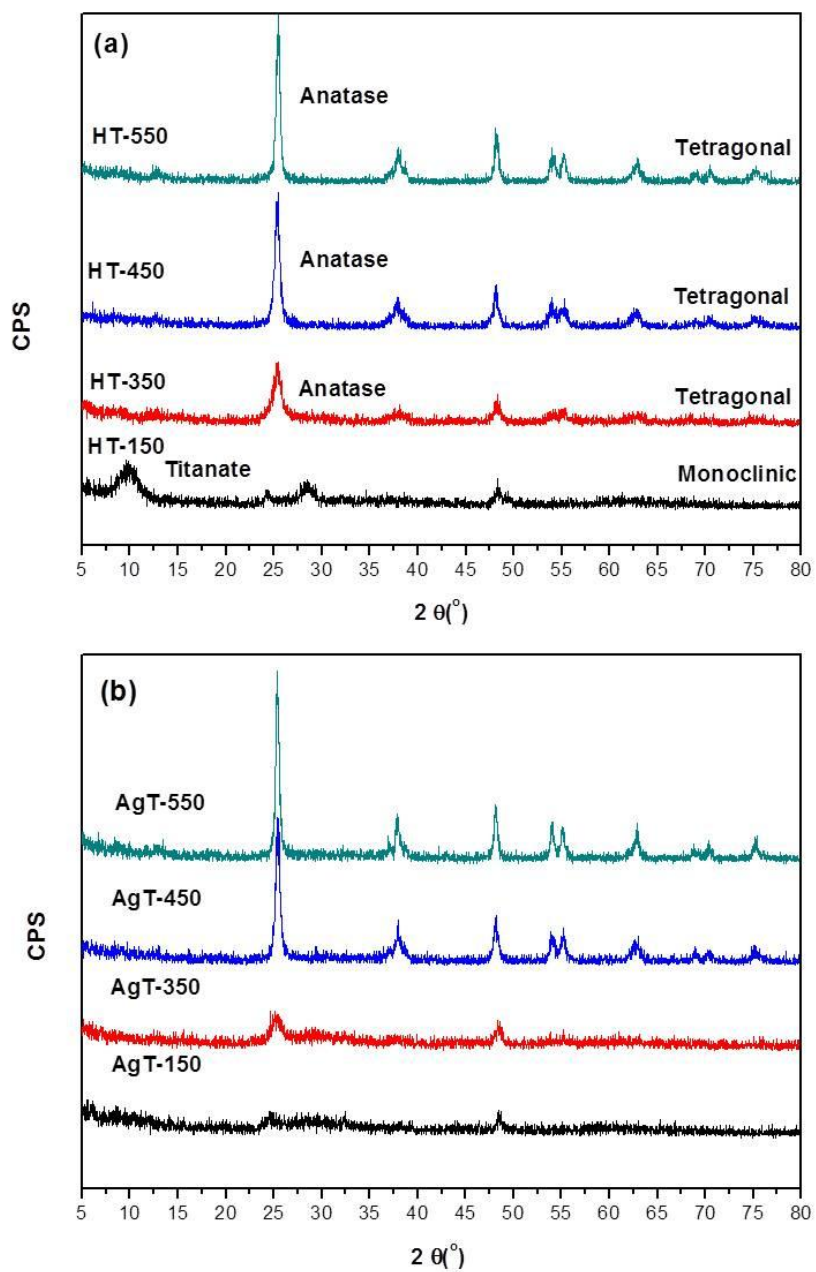 (a)
Anatase
HT-550
Tetragonal
HT-450
Anatase
Tetragonal
CPS
HT-350
Anatase
Tetragonal
HT-150
Titanate
Monoclinic
5 10 15 20 25 30 35 40 45 50 55 60 65 70 75 80
2 θ(°)
(b)
AgT-550
AgT-450
CPS
AgT-350
AgT-150
5 10 15 20 25 30 35 40 45 50 55 60 65 70 75 80
2 θ(°)